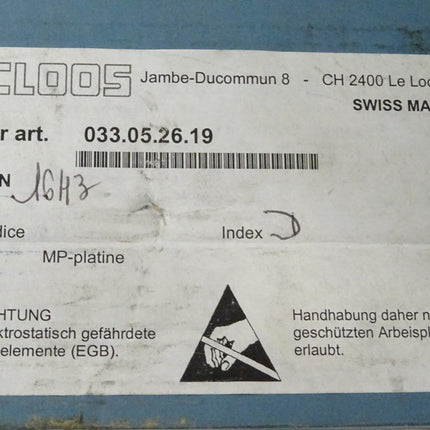 CLOOS Jambe-Ducommun 8 - CH 2400 Le Loc
SWISS MA
r art. 033.05.26.19
N 1643
dice Index D
MP-platine
HTUNG
ktrostatisch gefährdete
elemente (EGB).
Handhabung daher n
geschützten Arbeitspl
erlaubt.